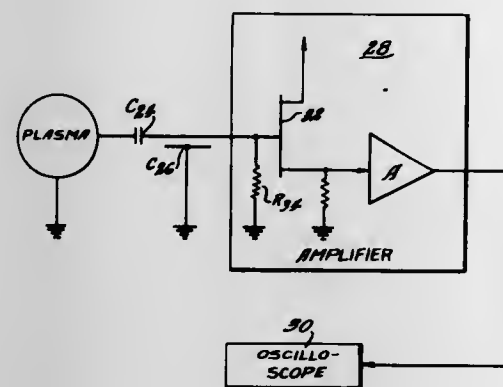 28
C24
22
PLASMA
C26
A
R34
AMPLIFIER
30
OSCILLO-
SCOPE